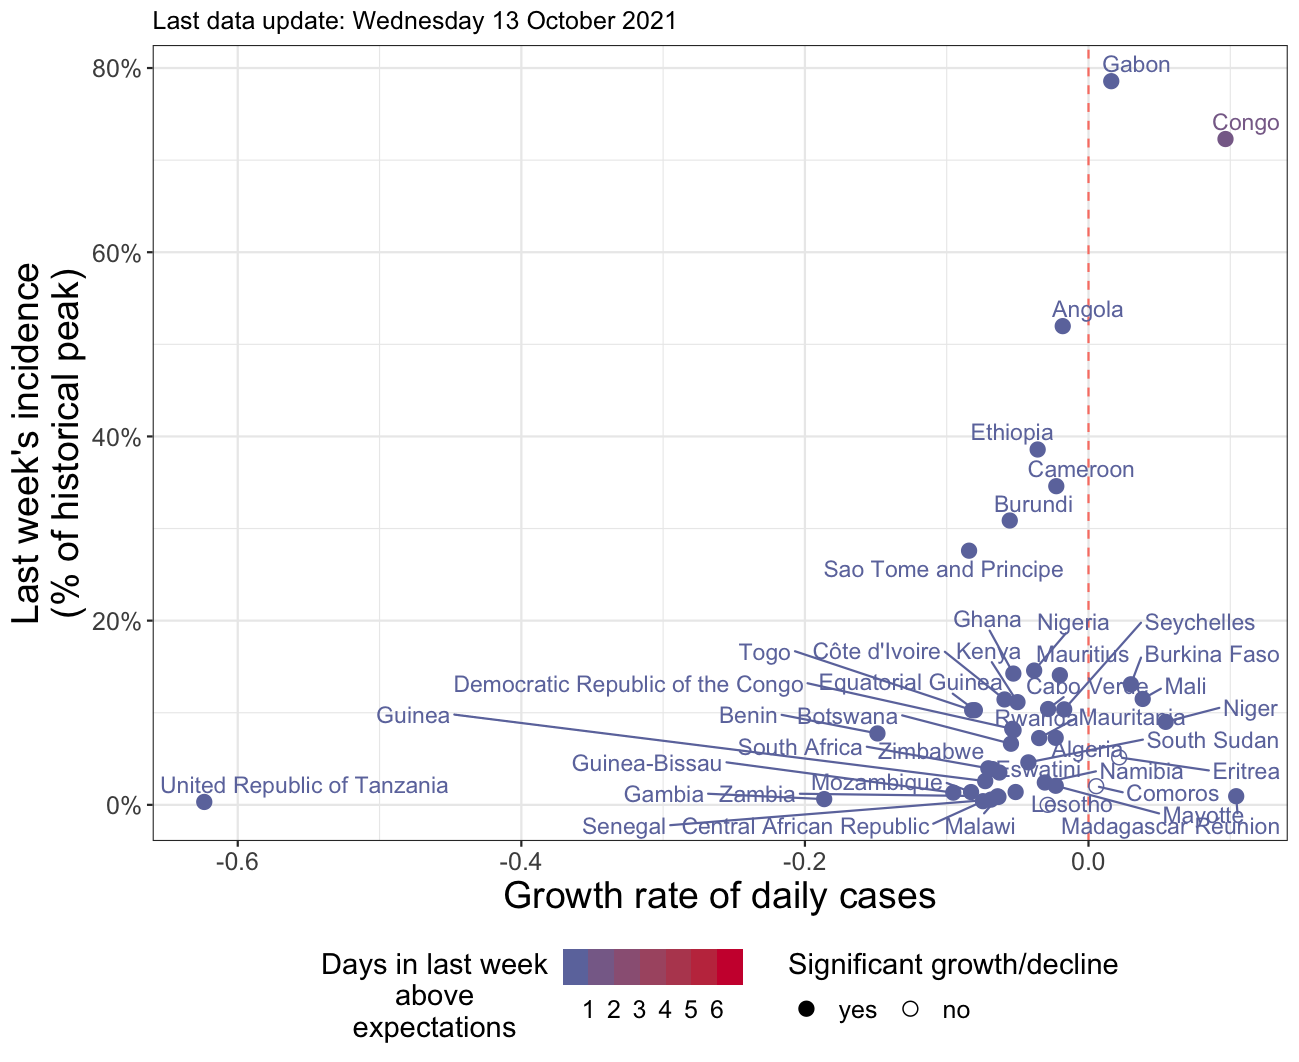 Last data update: Wednesday 13 October 2021
Last week's incidence
(% of historical peak)
80%
60%
40%
20%
0%
Gabon
Congo
Angola
Ethiopia
Cameroon
Burundi
Sao Tome and Principe
Ghana
Nigeria
Seychelles
Togo
Côte d'Ivoire
Kenya
Mauritius
Burkina Faso
Democratic Republic of the Congo
Equatorial Guinea
Cabo Verde
Mali
Guinea
Benin
Botswana
Rwanda
Mauritania
Niger
South Africa
Zimbabwe
Algeria
South Sudan
Guinea-Bissau
Eswatini
Namibia
Eritrea
United Republic of Tanzania
Gambia
Zambia
Mozambique
Lesotho
Comoros
Mayotte
Senegal
Central African Republic
Malawi
Madagascar
Reunion
-0.6
-0.4
-0.2
0.0
Growth rate of daily cases
Days in last week
above
expectations
1 2 3 4 5 6
Significant growth/decline
yes
no